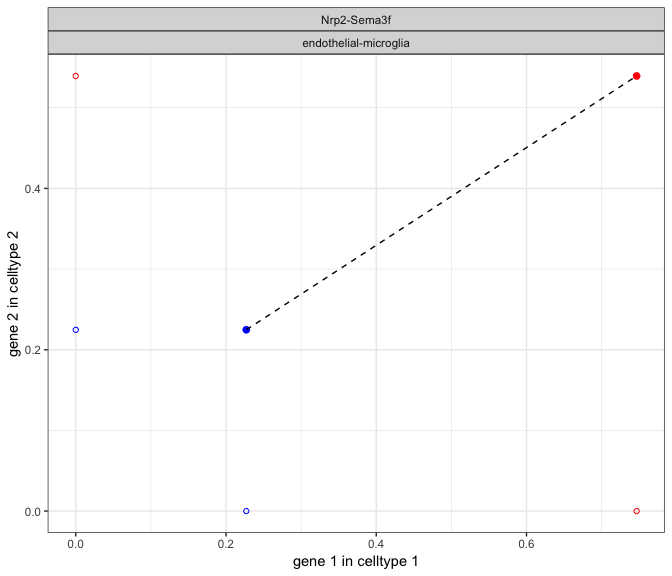 Nrp2-Sema3f
endothelial-microglia
gene 2 in celltype 2
0.4
0.2
0.0
0.0 0.2 0.4 0.6
gene 1 in celltype 1